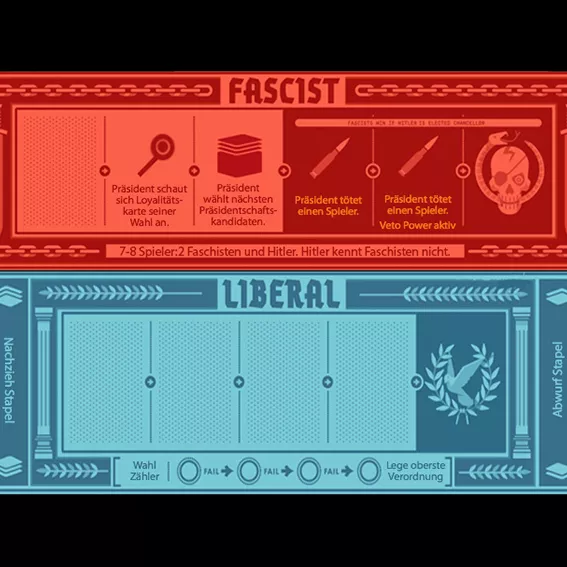 FASCIST
FASCISTS WIN IF HITLER IS ELECTED CHANCELLOR
Präsident schaut
sich Loyalitäts-
karte seiner
Wahl an.
Präsident
wählt nächsten
Präsidentschafts-
kandidaten.
Präsident tötet
einen Spieler.
Präsident tötet
einen Spieler.
Veto Power aktiv
7-8 Spieler:2 Faschisten und Hitler. Hitler kennt Faschisten nicht.
LIBERAL
Nachzieh Stapel
Abwurf Stapel
Wahl
Zähler
FAIL
FAIL
FAIL
Lege oberste
Verordnung